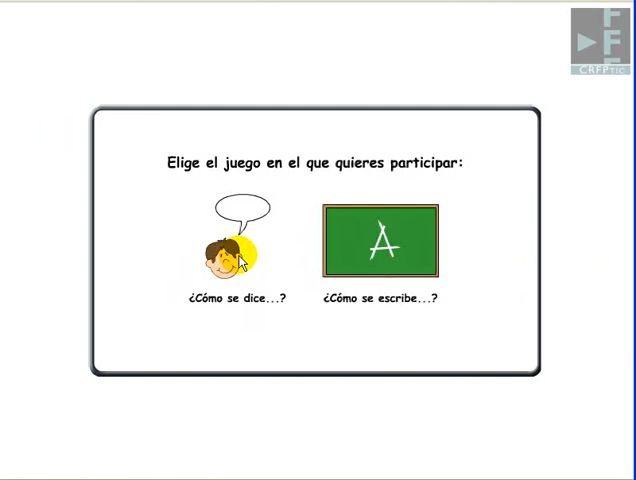 CRFPTIC
Elige el juego en el que quieres participar:
A
¿Cómo se dice...?
¿Cómo se escribe...?